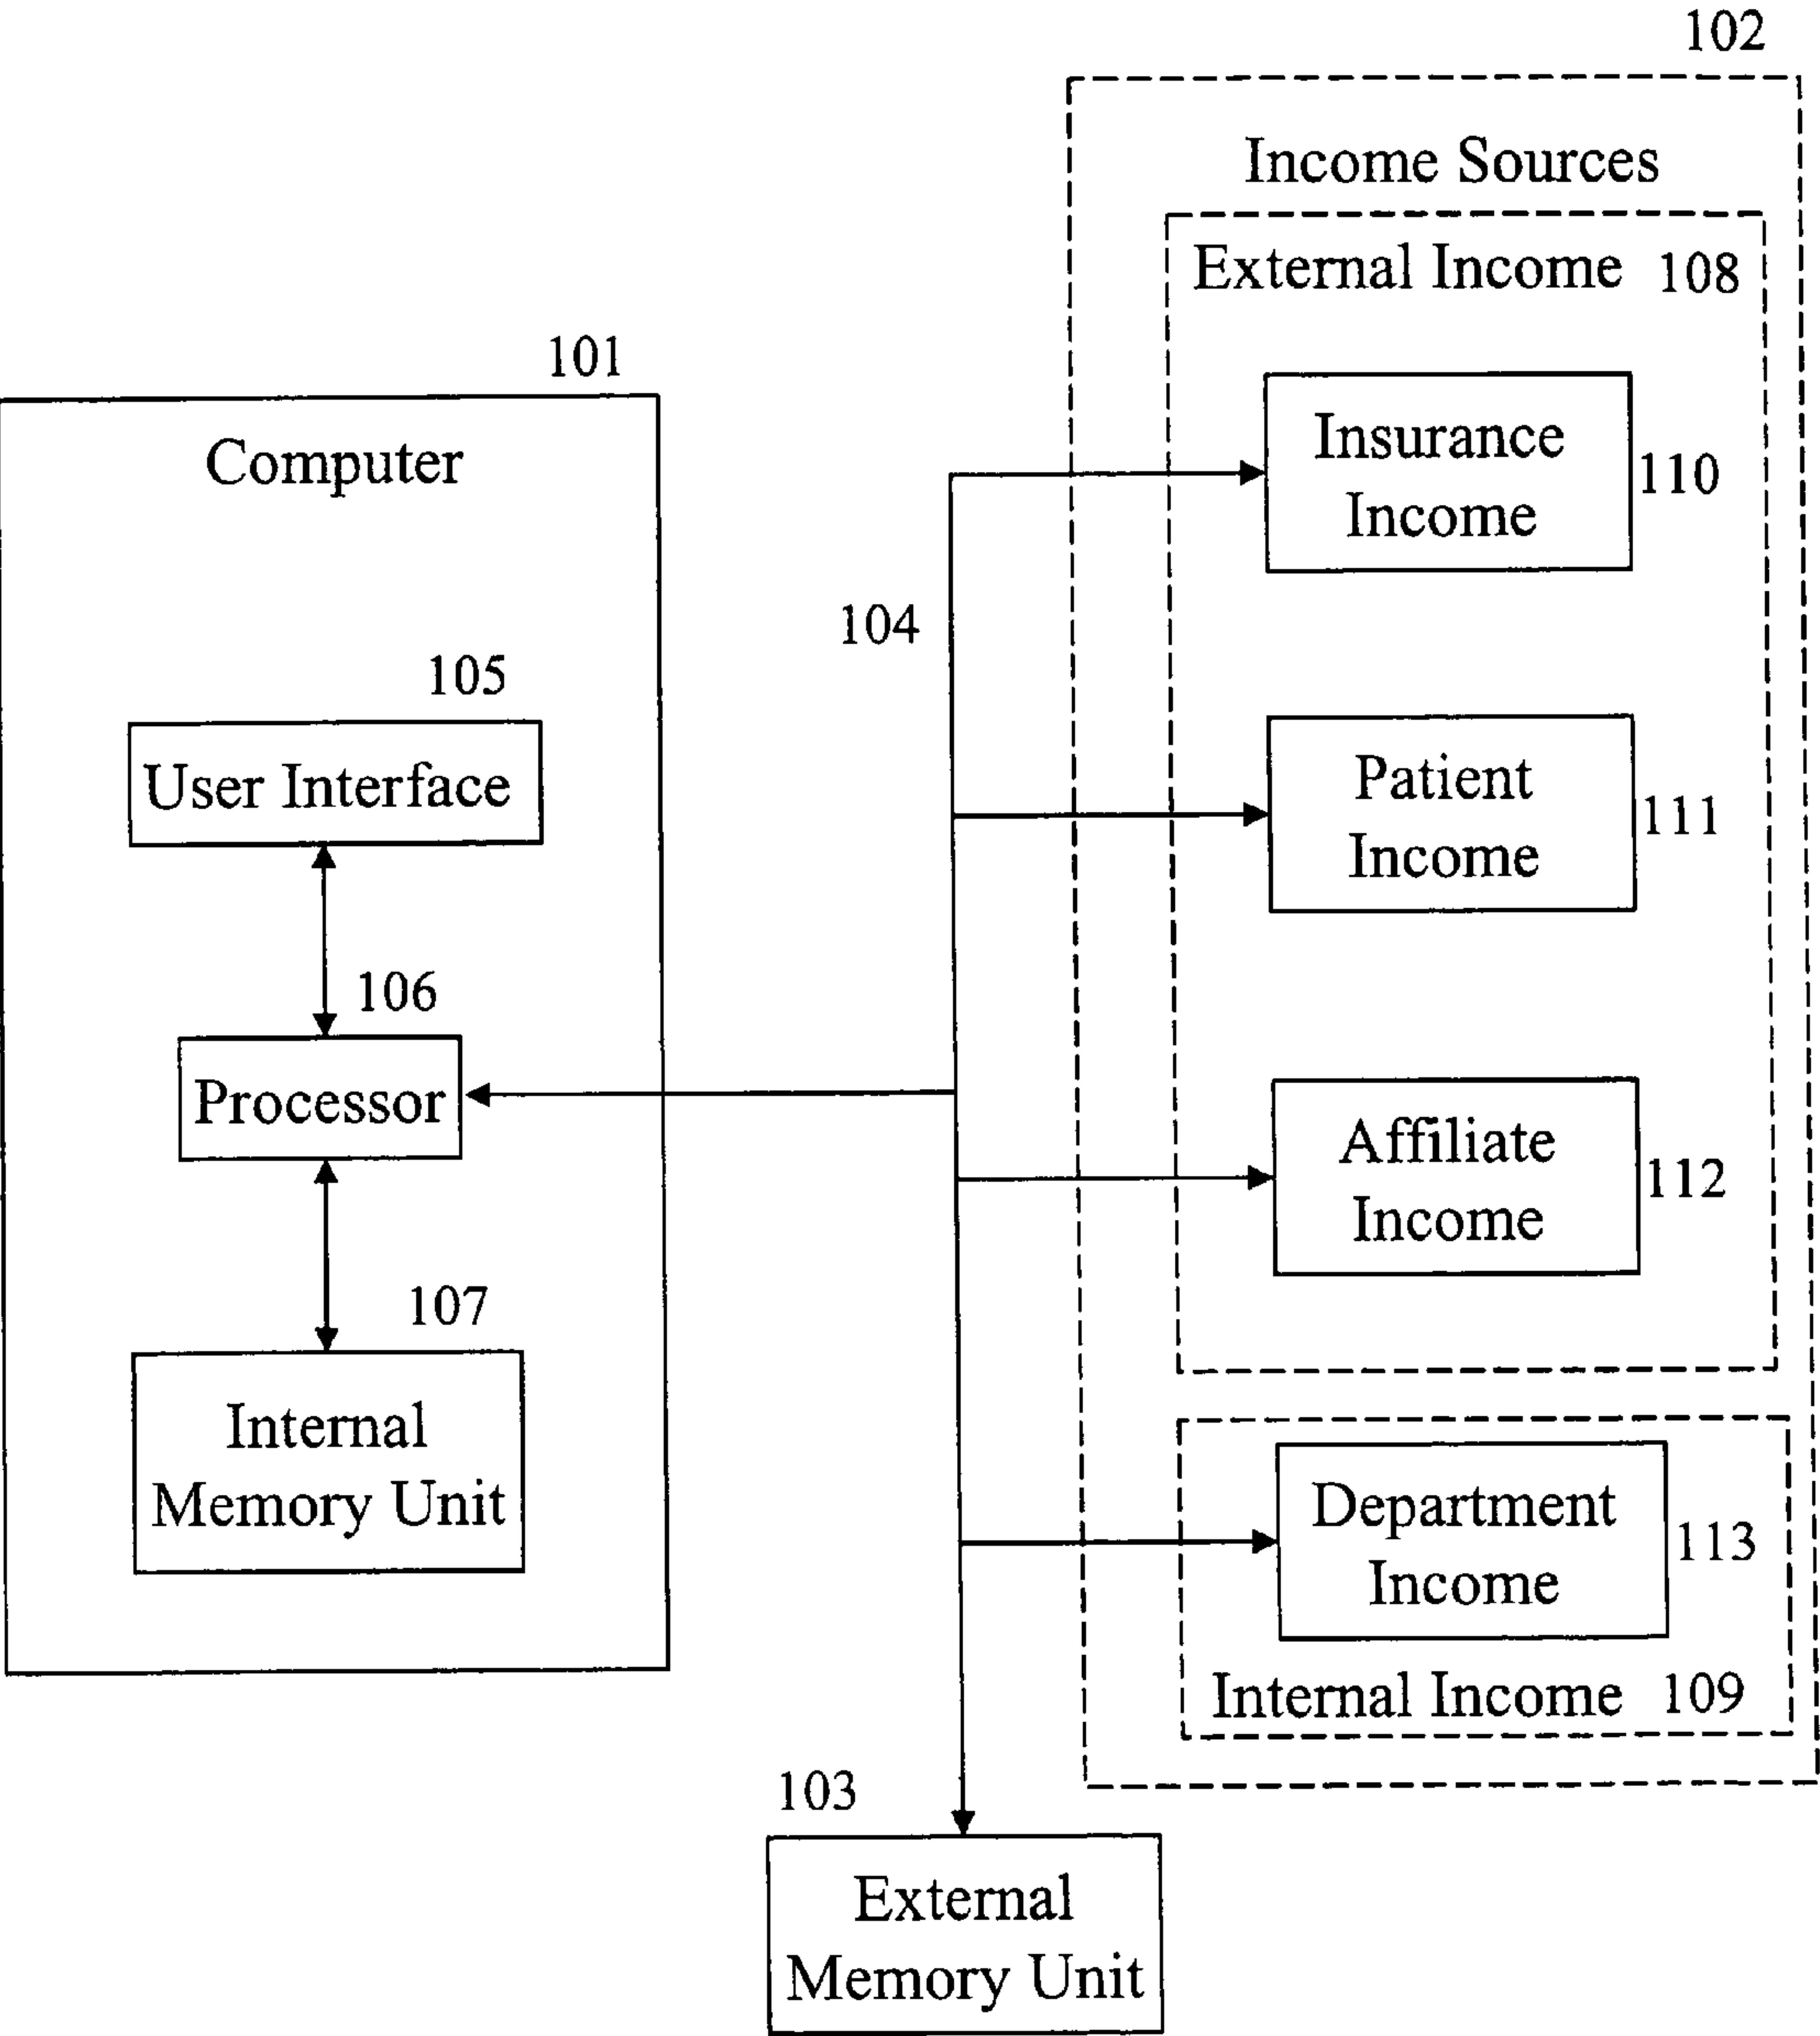 102
Income Sources
External Income 108
101
Computer
Insurance
Income
110
104
105
User Interface
Patient
Income
111
106
Processor
Affiliate
Income
112
107
Internal
Memory Unit
Department
Income
113
Internal Income 109
103
External
Memory Unit